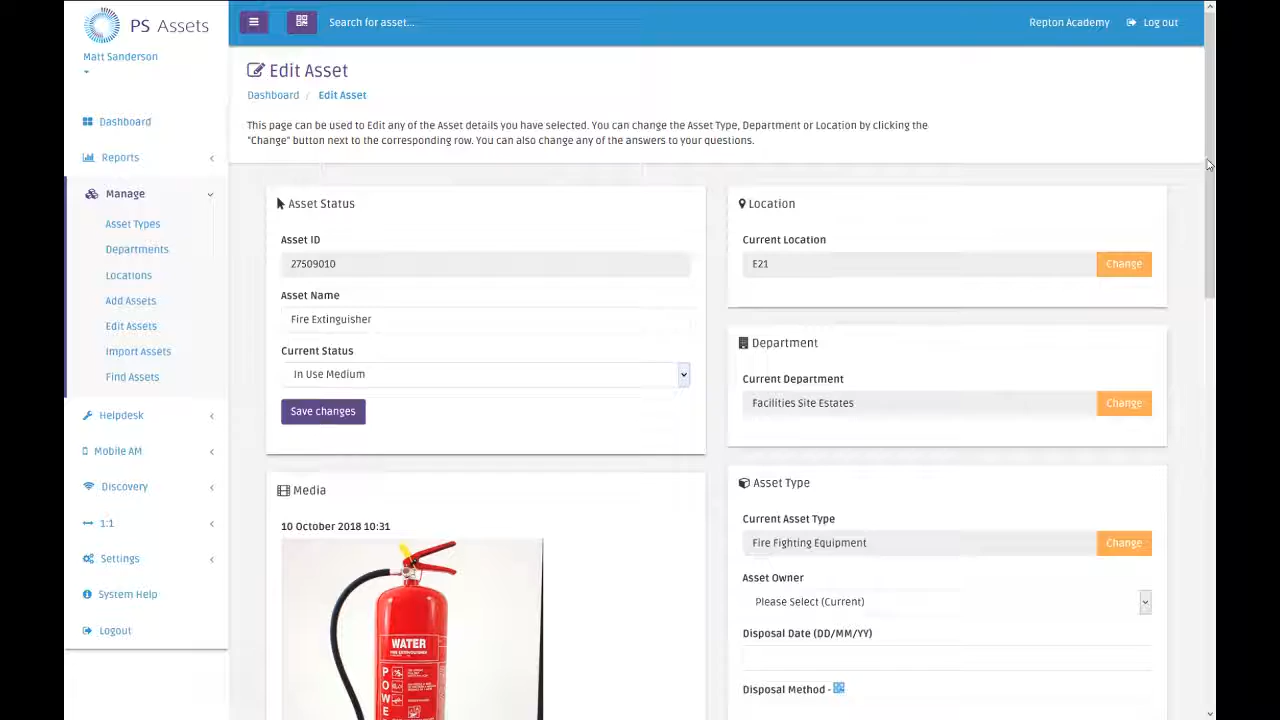 PS Assets
Matt Sanderson
Dashboard
Reports
Manage
Asset Types
Departments
Locations
Add Assets
Edit Assets
Import Assets
Find Assets
Helpdesk
Mobile AM
Discovery
1:1
Settings
System Help
Logout
Search for asset...
Repton Academy
Log out
Edit Asset
Dashboard / Edit Asset
This page can be used to Edit any of the Asset details you have selected. You can change the Asset Type, Department or Location by clicking the
"Change" button next to the corresponding row. You can also change any of the answers to your questions.
Asset Status
Asset ID
27509010
Asset Name
Fire Extinguisher
Current Status
In Use Medium
Save changes
Media
10 October 2018 10:31
WATER
POWE
Location
Current Location
E21
Change
Department
Current Department
Facilities Site Estates
Change
Asset Type
Current Asset Type
Fire Fighting Equipment
Change
Asset Owner
Please Select (Current)
Disposal Date (DD/MM/YY)
Disposal Method -